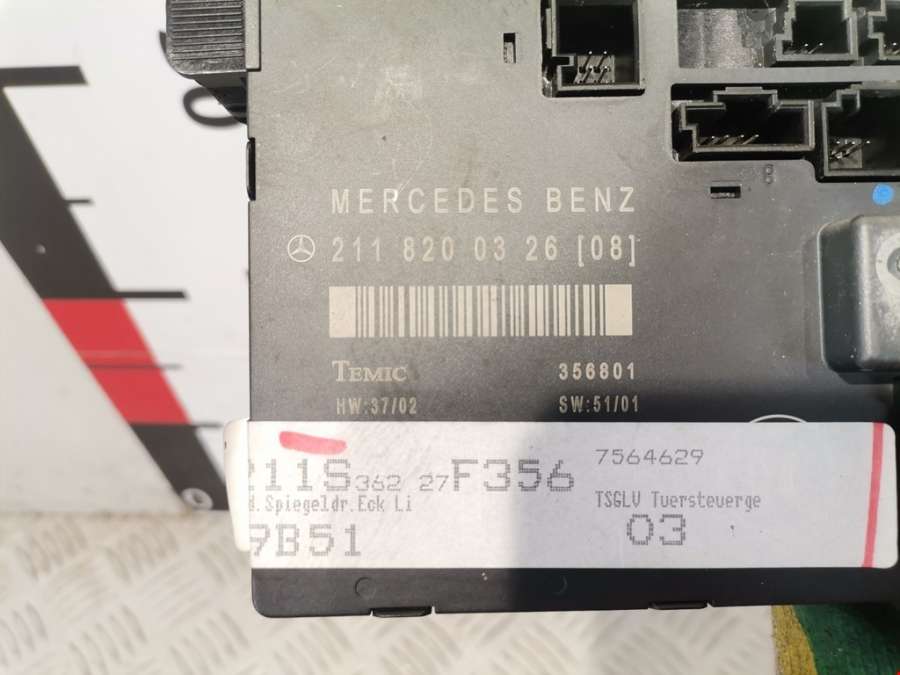 MERCEDES BENZ
211 820 03 26 [08]
TEMIC 356801
HW:37/02 SW:51/01
211S 362 27 F356 7564629
d.Spiegeldr.Eck Li TSGLV Tuersteuerge
9B51 03
8